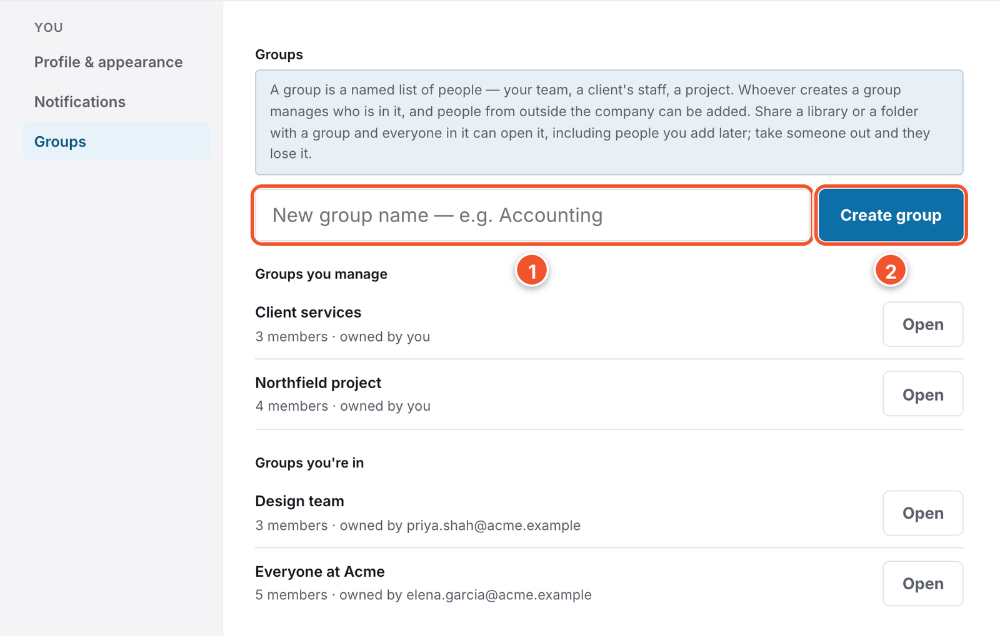 YOU
Profile & appearance
Notifications
Groups
Groups
A group is a named list of people — your team, a client's staff, a project. Whoever creates a group
manages who is in it, and people from outside the company can be added. Share a library or a folder
with a group and everyone in it can open it, including people you add later; take someone out and they
lose it.
New group name — e.g. Accounting
Create group
1
2
Groups you manage
Client services
3 members · owned by you
Open
Northfield project
4 members · owned by you
Open
Groups you're in
Design team
3 members · owned by priya.shah@acme.example
Open
Everyone at Acme
5 members · owned by elena.garcia@acme.example
Open